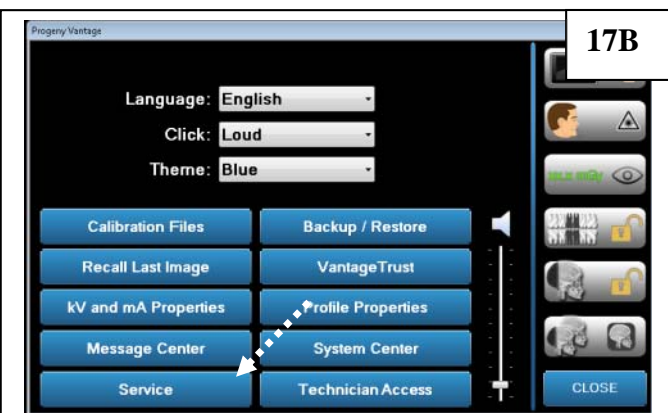 Progeny Vantage
17B
Language: English
Click: Loud
Theme: Blue
Calibration Files
Backup / Restore
Recall Last Image
VantageTrust
kV and mA Properties
Profile Properties
Message Center
System Center
Service
Technician Access
CLOSE